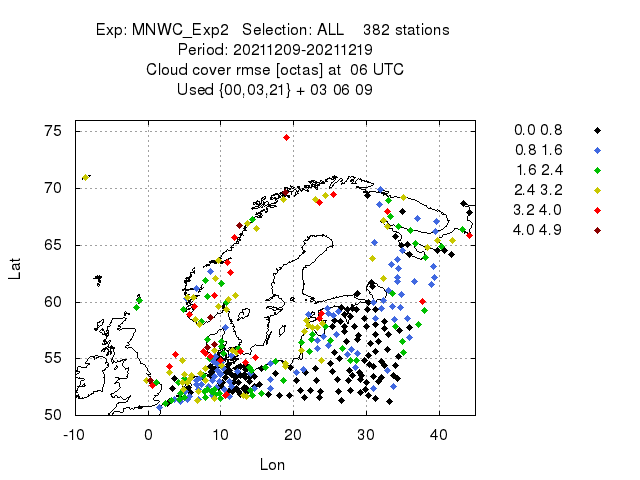 Exp: MNWC_Exp2   Selection: ALL    382 stations
Period: 20211209-20211219
Cloud cover rmse [octas] at  06 UTC
Used {00,03,21} + 03 06 09
0.0 0.8
0.8 1.6
1.6 2.4
2.4 3.2
3.2 4.0
4.0 4.9
75
70
65
60
55
50
Lat
-10 0 10 20 30 40
Lon